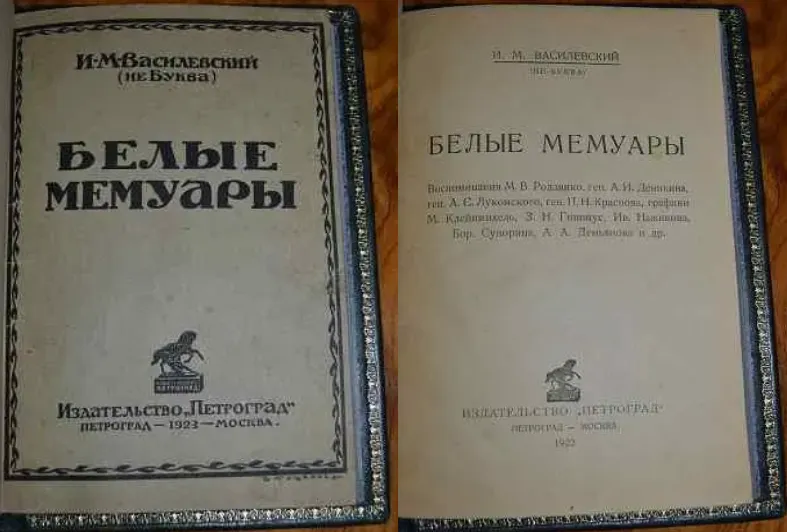 И·М·Василевский
(не Буква)
БЕЛЫЕ
МЕМУАРЫ
Издательство „Петроград“
ПЕТРОГРАД — 1923 — МОСКВА.
И. М. ВАСИЛЕВСКИЙ
(НЕ-БУКВА)
БЕЛЫЕ МЕМУАРЫ
Воспоминания М. В. Родзянко, ген. А. И. Деникина,
ген. А. С. Лукомского, ген. П. Н. Краснова, графини
М. Клейнмихель, З. Н. Гиппиус, Ив. Наживина,
Бор. Суворина, А. А. Демьянова и др.
ИЗДАТЕЛЬСТВО „ПЕТРОГРАД“
ПЕТРОГРАД — МОСКВА
1923